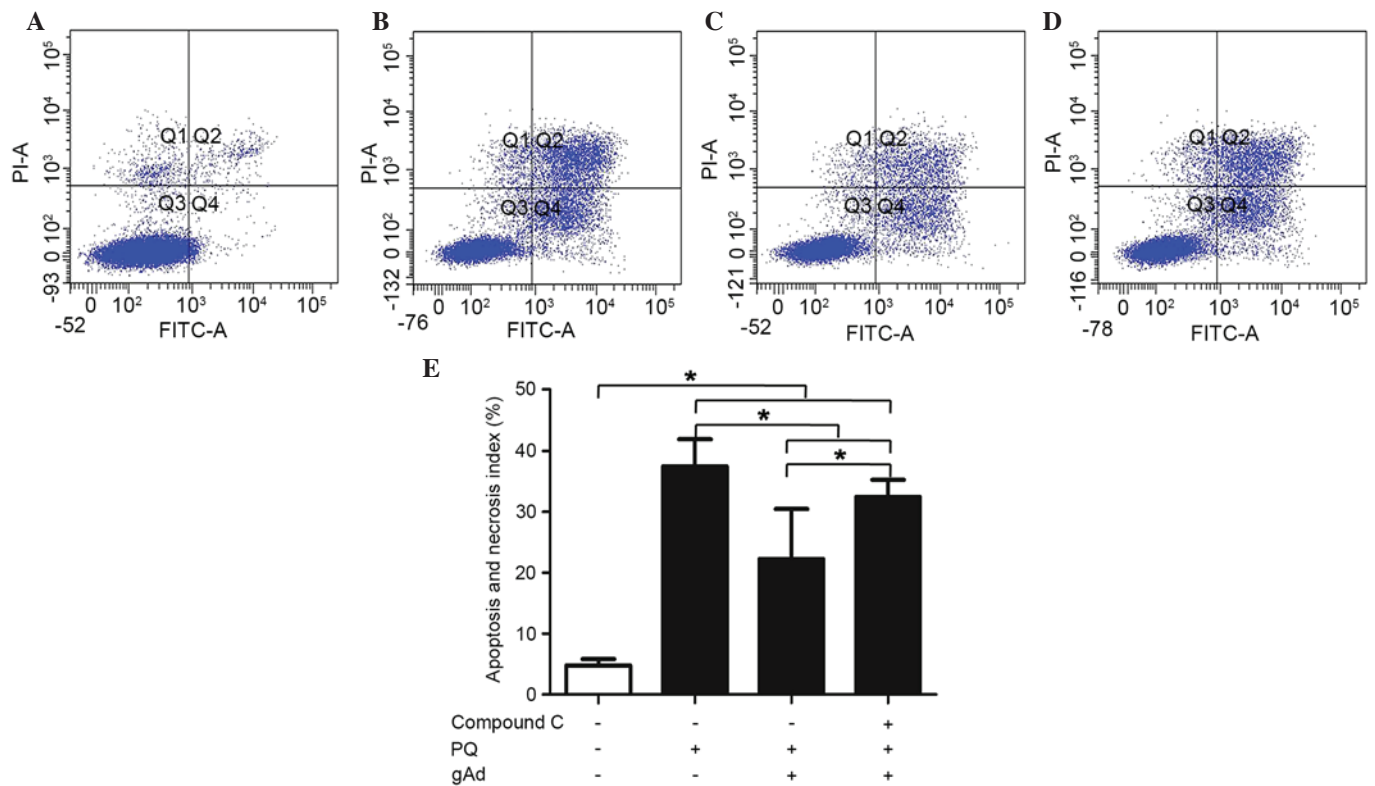 A
PI-A
10⁵
10⁴
10³
10²
0
-93
Q1 Q2
Q3 Q4
0 10² 10³ 10⁴ 10⁵
-52
FITC-A
B
PI-A
10⁵
10⁴
10³
10²
0
-132
Q1 Q2
Q3 Q4
0 10² 10³ 10⁴ 10⁵
-76
FITC-A
C
PI-A
10⁵
10⁴
10³
10²
0
-121
Q1 Q2
Q3 Q4
0 10² 10³ 10⁴ 10⁵
-52
FITC-A
D
PI-A
10⁵
10⁴
10³
10²
0
-116
Q1 Q2
Q3 Q4
0 10² 10³ 10⁴ 10⁵
-78
FITC-A
E
Apoptosis and necrosis index (%)
50
40
30
20
10
0
*
*
*
Compound C - - - +
PQ - + + +
gAd - - + +